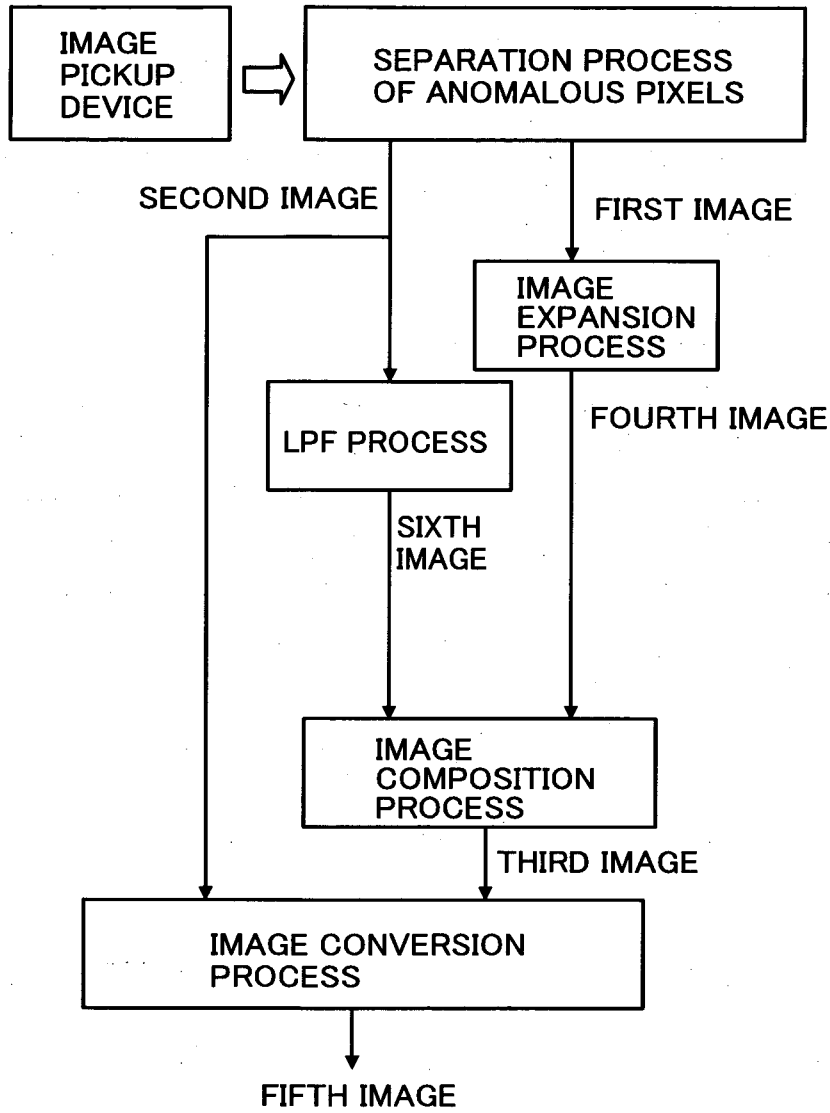 IMAGE
PICKUP
DEVICE
SEPARATION PROCESS
OF ANOMALOUS PIXELS
SECOND IMAGE
FIRST IMAGE
IMAGE
EXPANSION
PROCESS
LPF PROCESS
FOURTH IMAGE
SIXTH
IMAGE
IMAGE
COMPOSITION
PROCESS
THIRD IMAGE
IMAGE CONVERSION
PROCESS
FIFTH IMAGE